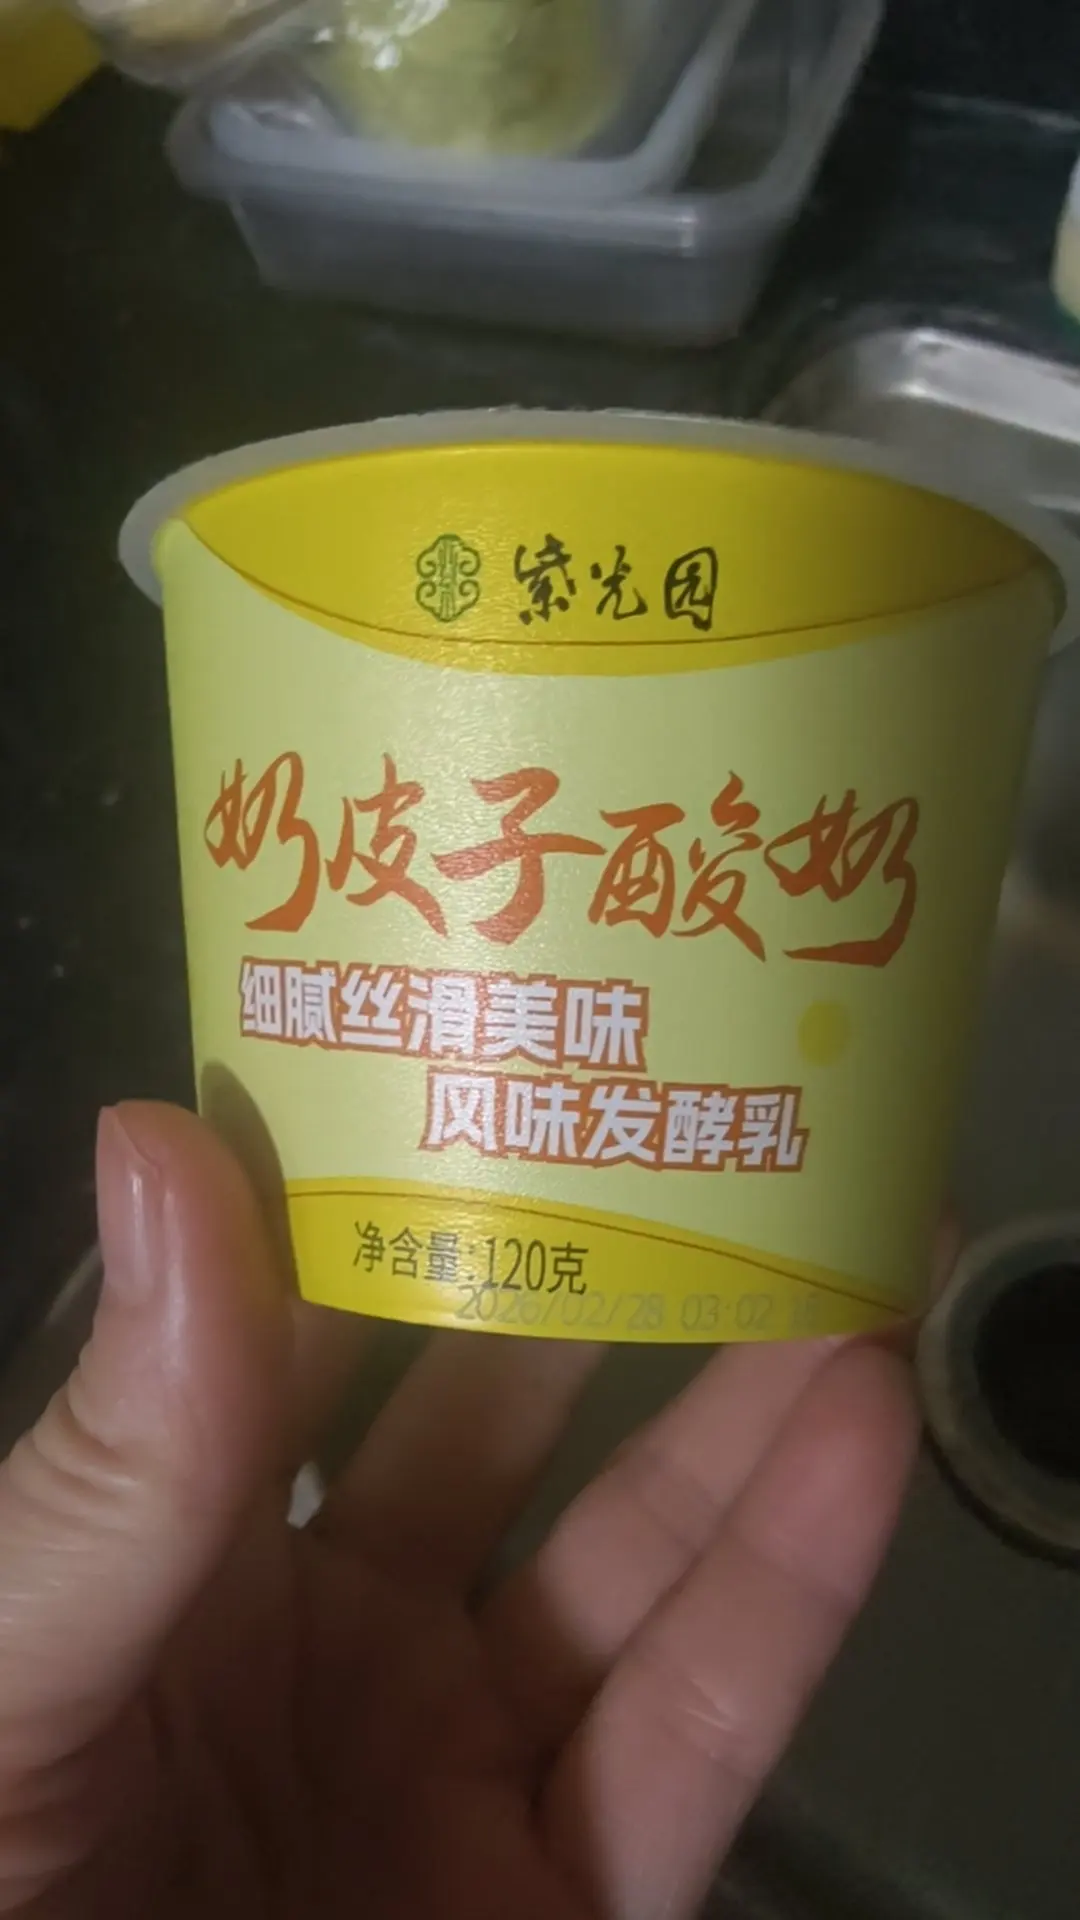 紫光园
奶皮子酸奶
细腻丝滑美味
风味发酵乳
净含量:120克
2026/02/28 03:02